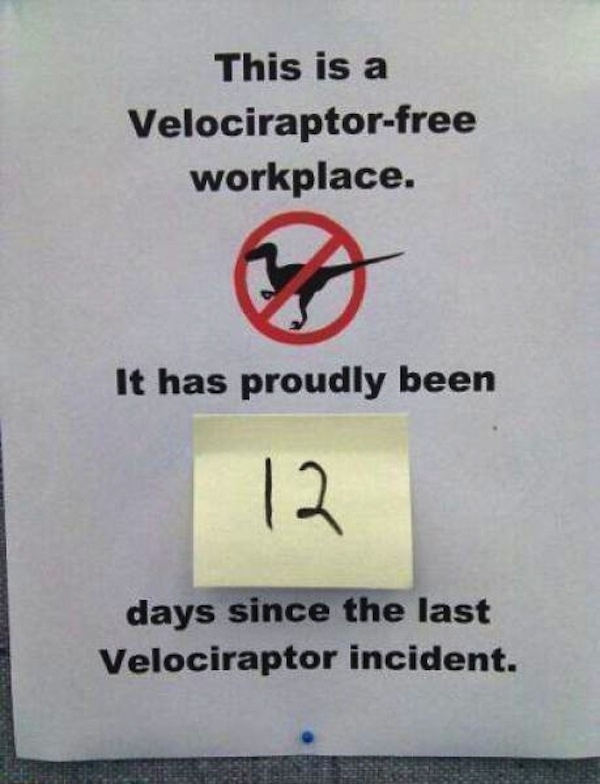 This is a
Velociraptor-free
workplace.
It has proudly been
12
days since the last
Velociraptor incident.